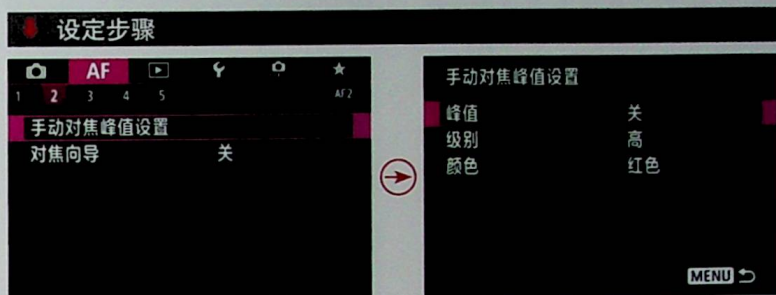 设定步骤
AF
1 2 3 4 5 AF2
手动对焦峰值设置
对焦向导 关
手动对焦峰值设置
峰值 关
级别 高
颜色 红色
MENU